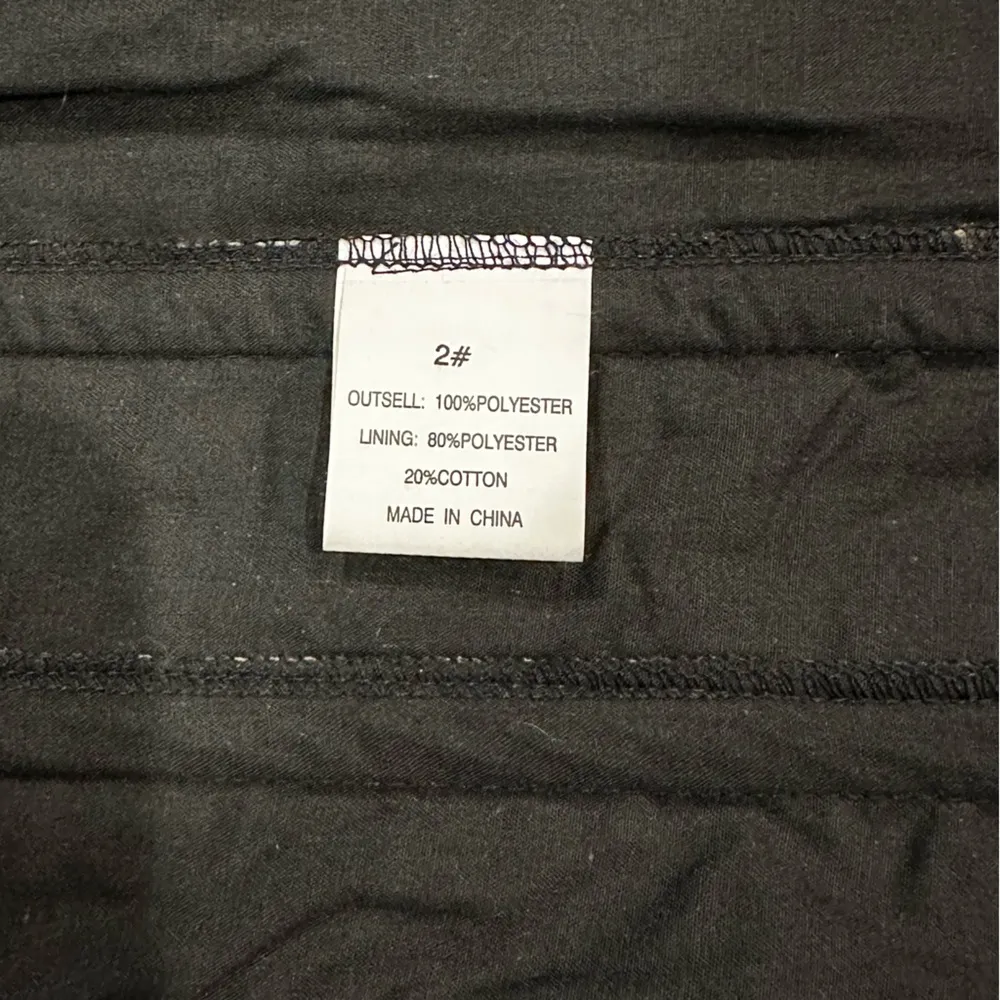 2#
OUTSELL: 100%POLYESTER
LINING: 80%POLYESTER
20%COTTON
MADE IN CHINA